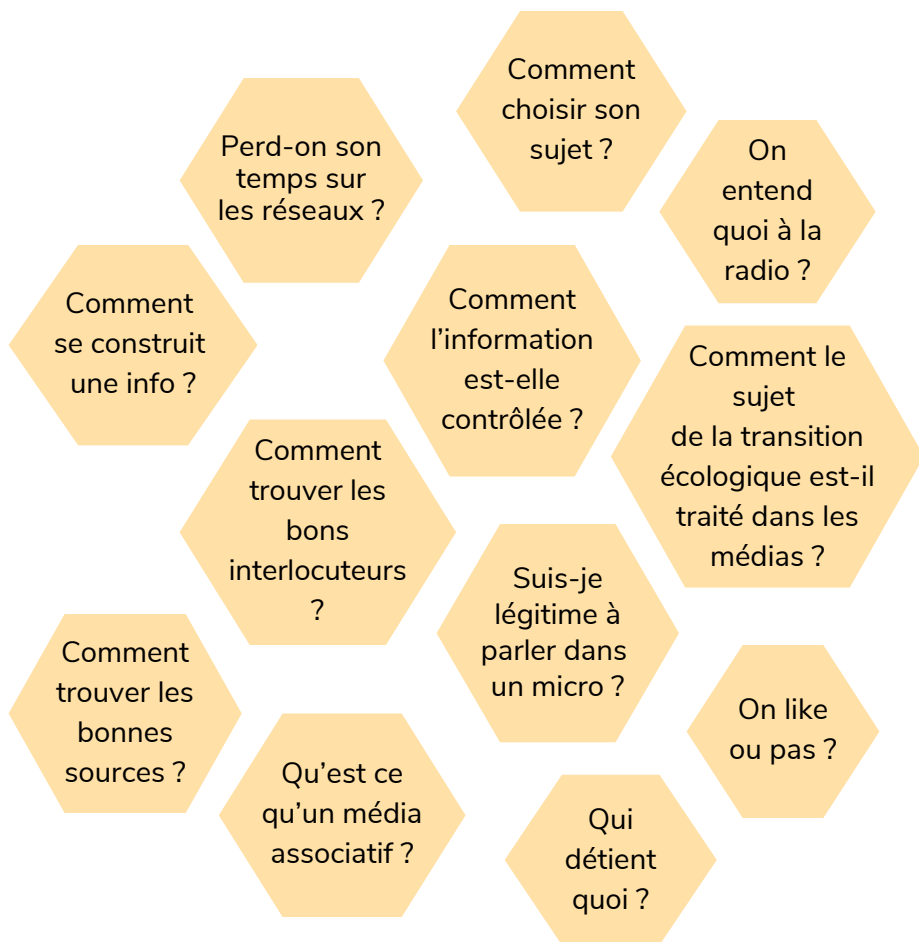 Comment
choisir son
sujet ?
Perd-on son
temps sur
les réseaux ?
On
entend
quoi à la
radio ?
Comment
se construit
une info ?
Comment
l’information
est-elle
contrôlée ?
Comment le
sujet
de la transition
écologique est-il
traité dans les
médias ?
Comment
trouver les
bons
interlocuteurs
?
Suis-je
légitime à
parler dans
un micro ?
Comment
trouver les
bonnes
sources ?
On like
ou pas ?
Qu’est ce
qu’un média
associatif ?
Qui
détient
quoi ?